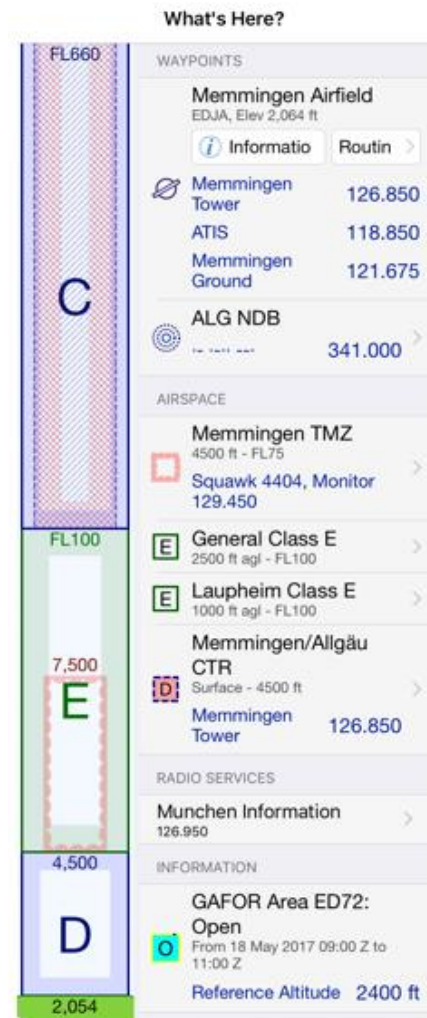 What's Here?
FL660
C
FL100
7,500
E
4,500
D
2,054
WAYPOINTS
Memmingen Airfield
EDJA, Elev 2,064 ft
i Informatio Routin
Memmingen
Tower 126.850
ATIS 118.850
Memmingen
Ground 121.675
ALG NDB
341.000
AIRSPACE
Memmingen TMZ
4500 ft - FL75
Squawk 4404, Monitor
129.450
E General Class E
2500 ft agl - FL100
E Laupheim Class E
1000 ft agl - FL100
Memmingen/Allgäu
CTR
D Surface - 4500 ft
Memmingen
Tower 126.850
RADIO SERVICES
Munchen Information
126.950
INFORMATION
GAFOR Area ED72:
Open
O From 18 May 2017 09:00 Z to
11:00 Z
Reference Altitude 2400 ft